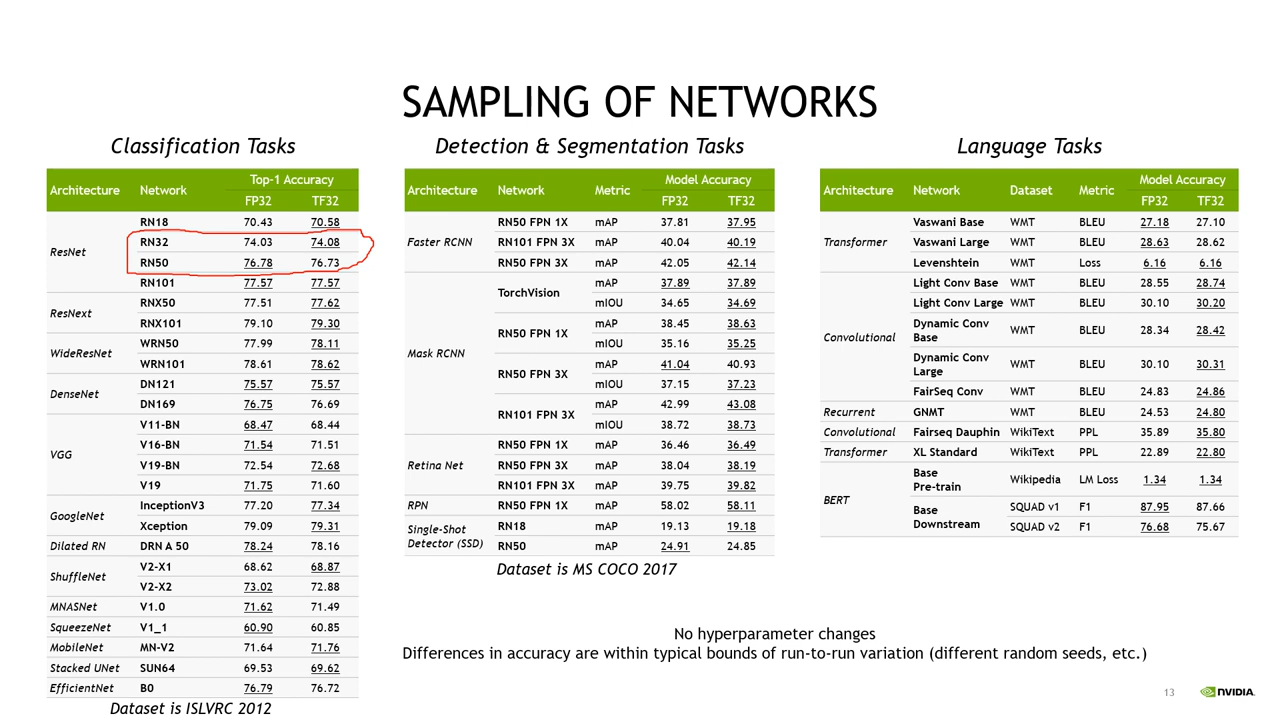 SAMPLING OF NETWORKS
Classification Tasks
Architecture Network Top-1 Accuracy
FP32 TF32
ResNet RN18 70.43 70.58
RN32 74.03 74.08
RN50 76.78 76.73
RN101 77.57 77.57
ResNext RNX50 77.51 77.62
RNX101 79.10 79.30
WideResNet WRN50 77.99 78.11
WRN101 78.61 78.62
DenseNet DN121 75.57 75.57
DN169 76.75 76.69
VGG V11-BN 68.47 68.44
V16-BN 71.54 71.51
V19-BN 72.54 72.68
V19 71.75 71.60
GoogleNet InceptionV3 77.20 77.34
Xception 79.09 79.31
Dilated RN DRN A 50 78.24 78.16
ShuffleNet V2-X1 68.62 68.87
V2-X2 73.02 72.88
MNASNet V1.0 71.62 71.49
SqueezeNet V1_1 60.90 60.85
MobileNet MN-V2 71.64 71.76
Stacked UNet SUN64 69.53 69.62
EfficientNet B0 76.79 76.72
Dataset is ISLVRC 2012
Detection & Segmentation Tasks
Architecture Network Metric Model Accuracy
FP32 TF32
Faster RCNN RN50 FPN 1X mAP 37.81 37.95
RN101 FPN 3X mAP 40.04 40.19
RN50 FPN 3X mAP 42.05 42.14
Mask RCNN TorchVision mAP 37.89 37.89
mIOU 34.65 34.69
RN50 FPN 1X mAP 38.45 38.63
mIOU 35.16 35.25
RN50 FPN 3X mAP 41.04 40.93
mIOU 37.15 37.23
RN101 FPN 3X mAP 42.99 43.08
mIOU 38.72 38.73
Retina Net RN50 FPN 1X mAP 36.46 36.49
RN50 FPN 3X mAP 38.04 38.19
RN101 FPN 3X mAP 39.75 39.82
RPN RN50 FPN 1X mAP 58.02 58.11
Single-Shot
Detector (SSD) RN18 mAP 19.13 19.18
RN50 mAP 24.91 24.85
Dataset is MS COCO 2017
Language Tasks
Architecture Network Dataset Metric Model Accuracy
FP32 TF32
Transformer Vaswani Base WMT BLEU 27.18 27.10
Vaswani Large WMT BLEU 28.63 28.62
Levenshtein WMT Loss 6.16 6.16
Convolutional Light Conv Base WMT BLEU 28.55 28.74
Light Conv Large WMT BLEU 30.10 30.20
Dynamic Conv
Base WMT BLEU 28.34 28.42
Dynamic Conv
Large WMT BLEU 30.10 30.31
FairSeq Conv WMT BLEU 24.83 24.86
Recurrent GNMT WMT BLEU 24.53 24.80
Convolutional Fairseq Dauphin WikiText PPL 35.89 35.80
Transformer XL Standard WikiText PPL 22.89 22.80
BERT Base
Pre-train Wikipedia LM Loss 1.34 1.34
Base
Downstream SQUAD v1 F1 87.95 87.66
SQUAD v2 F1 76.68 75.67
No hyperparameter changes
Differences in accuracy are within typical bounds of run-to-run variation (different random seeds, etc.)
13 NVIDIA.